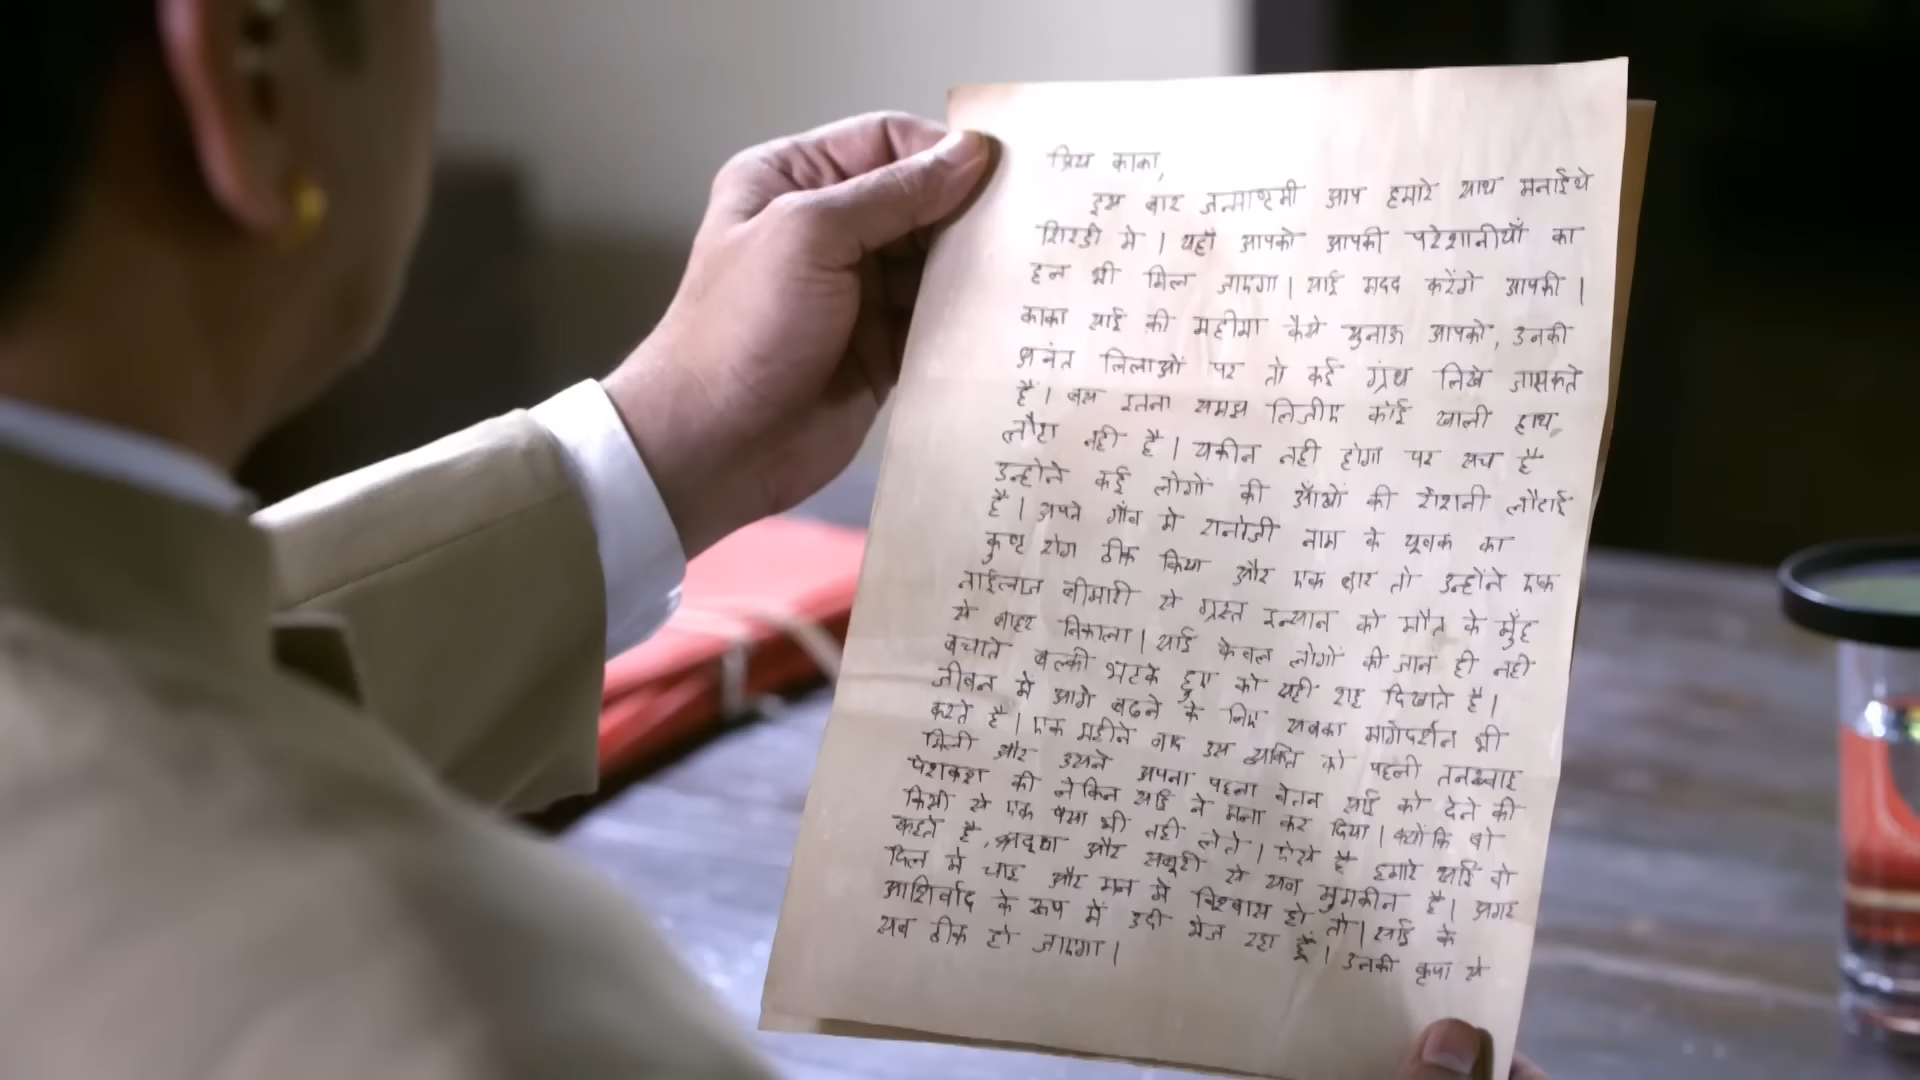 प्रिय काका,
इस बार जन्माष्टमी आप हमारे साथ मनाईये
शिरडी मे । यहाँ आपको आपकी परेशानीयाँ का
हल भी मिल जाएगा । साई मदद करेंगे आपकी ।
काका साई की महीमा कैसे सुनाऊ आपको, उनकी
अनंत लिलाओं पर तो कई ग्रंथ लिखे जासकते
है । बस इतना समझ लिजीए कोई खाली हाथ
लौटा नही है । यकीन नही होगा पर सच है
उन्होने कई लोगों की आँखों की रोशनी लौटाई
है । अपने गाँव मे रानोजी नाम के यूवक का
कुष्ट रोग ठीक किया और एक बार तो उन्होंने एक
नाईलाज बीमारी से ग्रस्त इन्सान को मौत के मुँह
से बाहर निकाला । साई केवल लोगों की जान ही नही
बचाते बल्की भटके हुए को सही राह दिखाते है ।
जीवन मे आगे बढने के लिए सबका मार्गदर्शन भी
करते है । एक महीने बाद उस व्यक्ति को पहली तनख्वाह
मिली और उसने अपना पहला वेतन साई को देने की
पेशकश की लेकिन साई ने मना कर दिया । क्योंकि वो
किसी से एक पैसा भी नही लेते । ऐसे है हमारे साई वो
कहते है, श्रद्धा और सबूरी से सब मुमकीन है । अगर
दिल मे चाह और मन मे विश्वास हो तो । साई के
आशिर्वाद के रूप में उदी भेज रहा हूँ । उनकी कृपा से
सब ठीक हो जाएगा ।